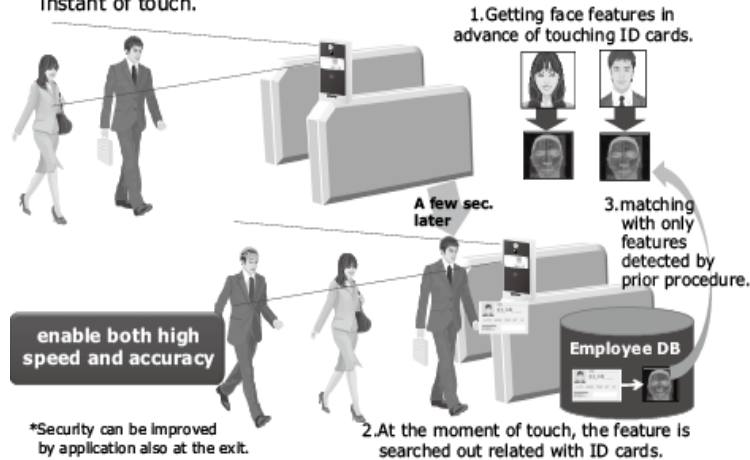 instant of touch.
1.Getting face features in
advance of touching ID cards.
A few sec.
later
3.matching
with only
features
detected by
prior procedure.
enable both high
speed and accuracy
Employee DB
*Security can be improved
by application also at the exit.
2.At the moment of touch, the feature is
searched out related with ID cards.